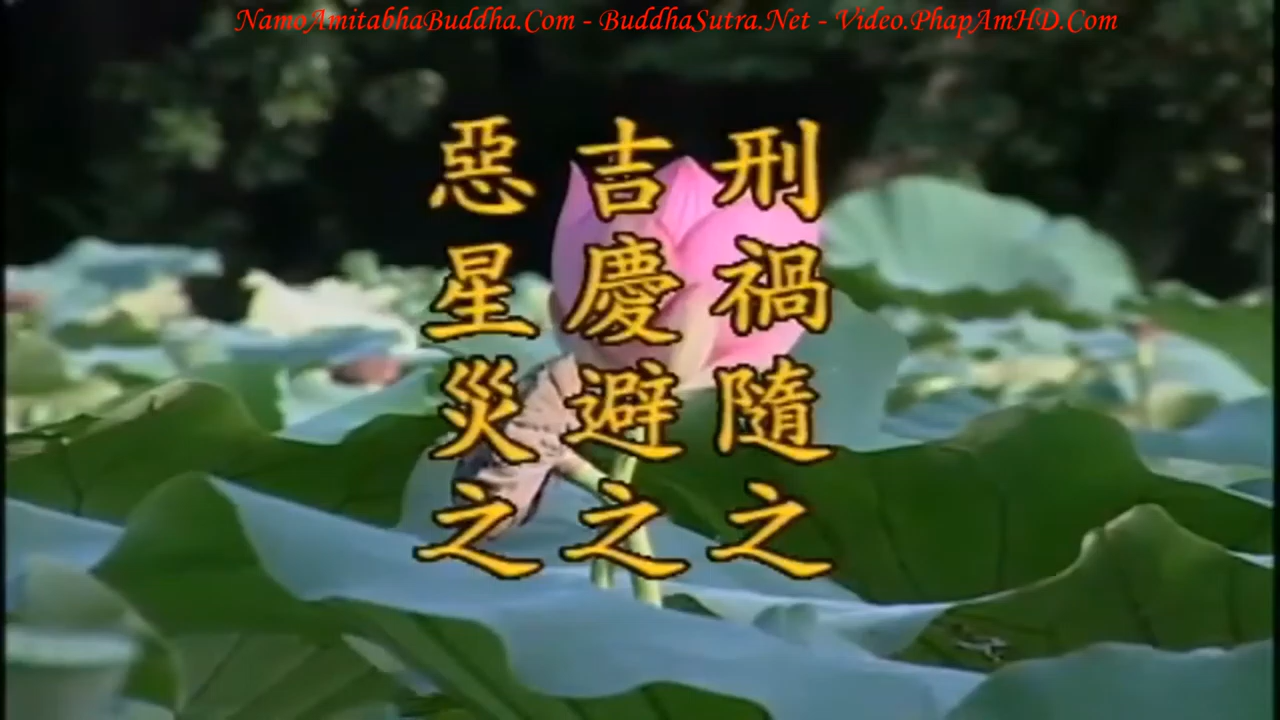 NamoAmitabhaBuddha.Com - BuddhaSutra.Net - Video.PhapAmHD.Com
刑禍隨之
吉慶避之
惡星災之